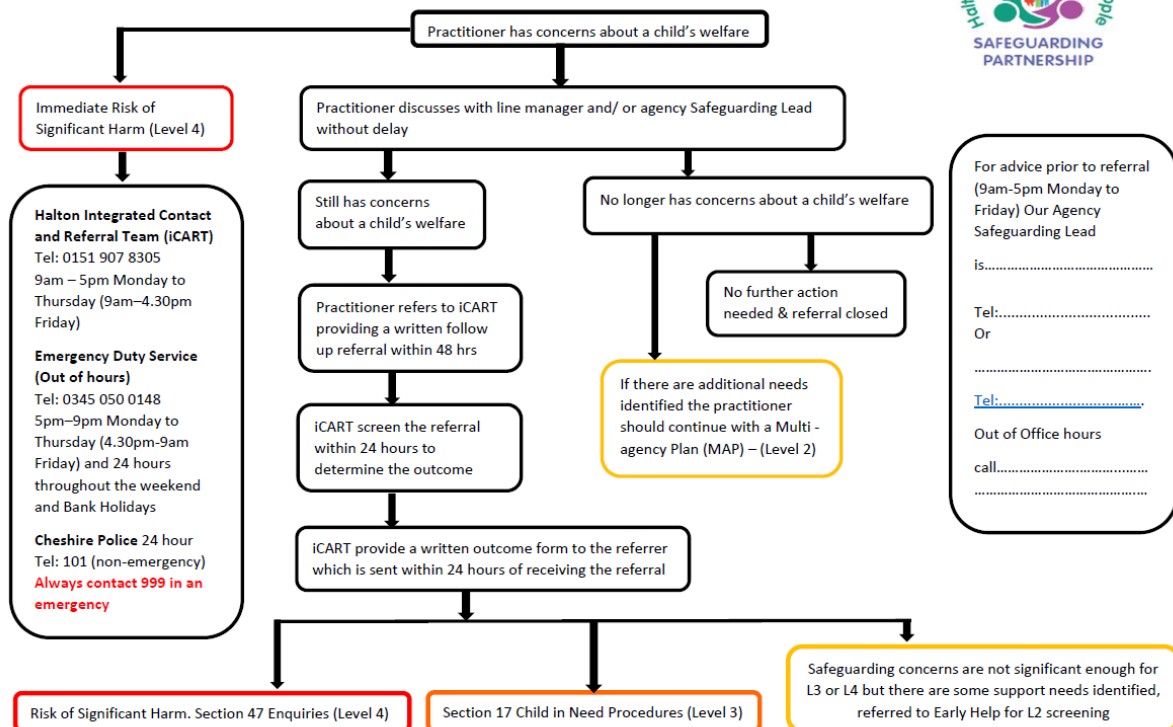 Practitioner has concerns about a child's welfare
SAFEGUARDING
PARTNERSHIP
Immediate Risk of
Significant Harm (Level 4)
Practitioner discusses with line manager and/ or agency Safeguarding Lead
without delay
Halton Integrated Contact
and Referral Team (iCART)
Tel: 0151 907 8305
9am – 5pm Monday to
Thursday (9am–4.30pm
Friday)
Emergency Duty Service
(Out of hours)
Tel: 0345 050 0148
5pm–9pm Monday to
Thursday (4.30pm-9am
Friday) and 24 hours
throughout the weekend
and Bank Holidays
Cheshire Police 24 hour
Tel: 101 (non-emergency)
Always contact 999 in an
emergency
Still has concerns
about a child's welfare
No longer has concerns about a child's welfare
Practitioner refers to iCART
providing a written follow
up referral within 48 hrs
No further action
needed & referral closed
If there are additional needs
identified the practitioner
should continue with a Multi -
agency Plan (MAP) – (Level 2)
iCART screen the referral
within 24 hours to
determine the outcome
iCART provide a written outcome form to the referrer
which is sent within 24 hours of receiving the referral
For advice prior to referral
(9am-5pm Monday to
Friday) Our Agency
Safeguarding Lead
is…………………………………………
Tel:......................................
Or
………………………………………….
Tel:...................................
Out of Office hours
call……………………………………
…………………………………………
Risk of Significant Harm. Section 47 Enquiries (Level 4)
Section 17 Child in Need Procedures (Level 3)
Safeguarding concerns are not significant enough for
L3 or L4 but there are some support needs identified,
referred to Early Help for L2 screening